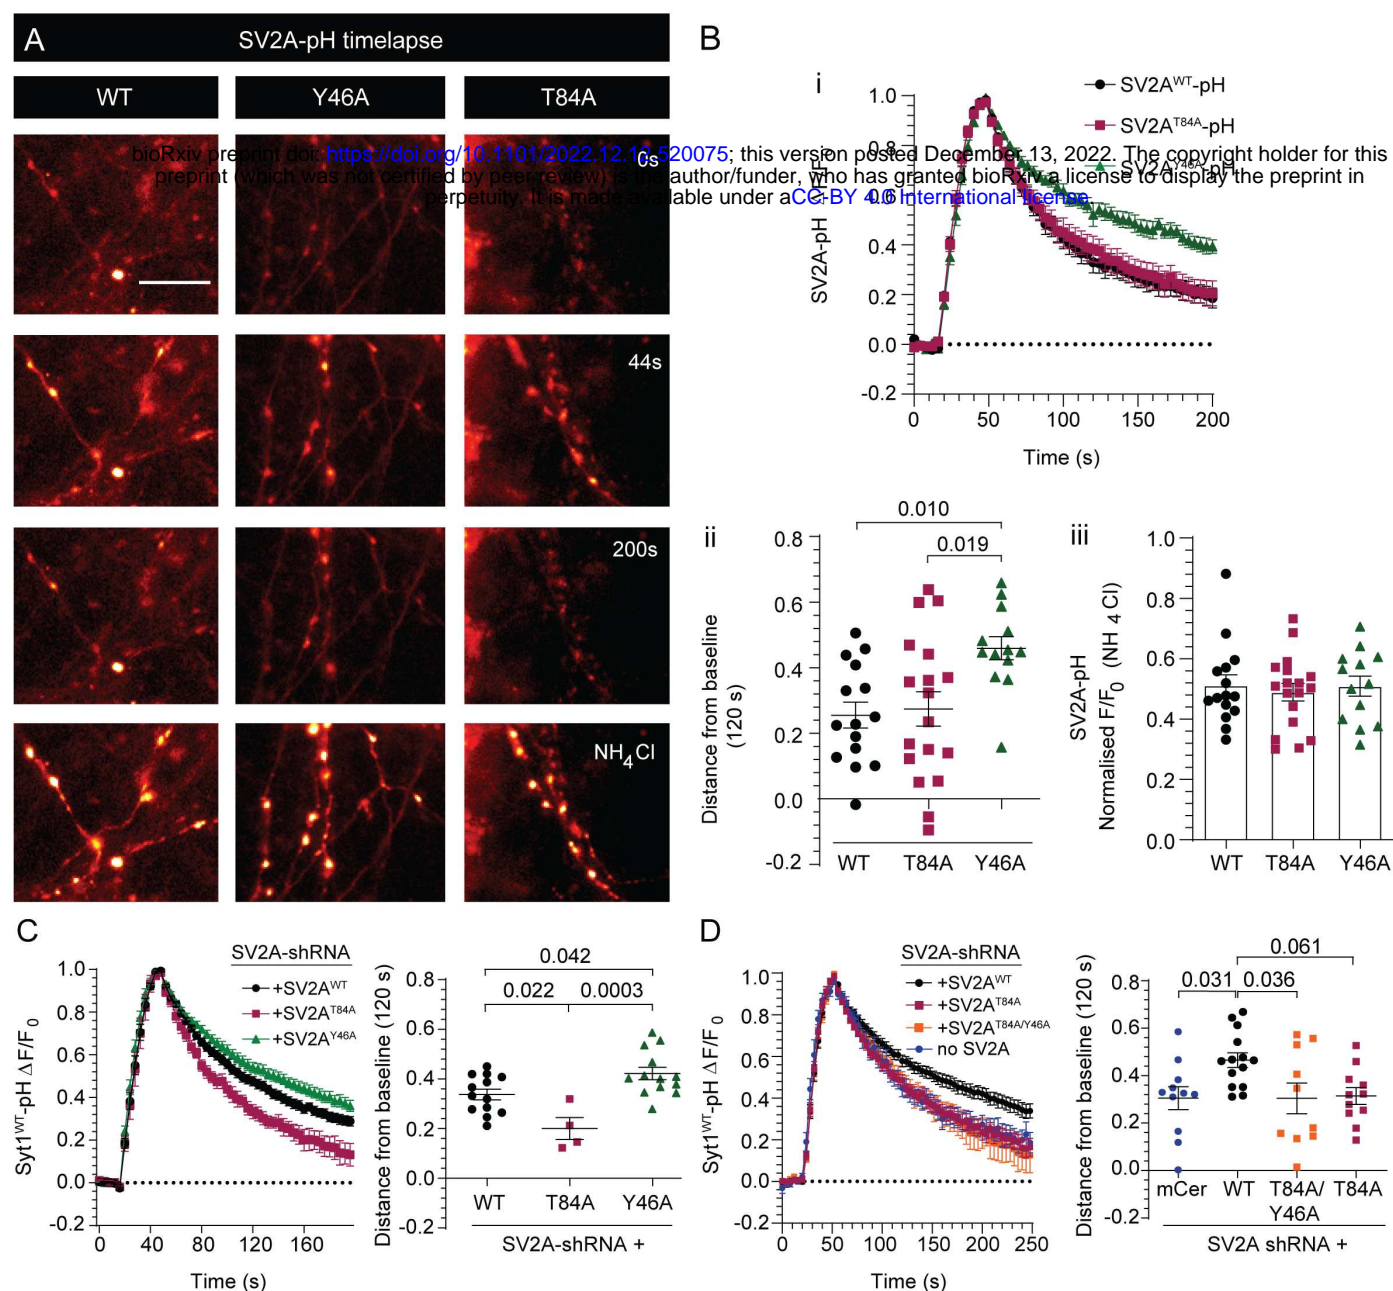 A
SV2A-pH timelapse
WT
Y46A
T84A
0s
44s
200s
NH4Cl
bioRxiv preprint doi: https://doi.org/10.1101/2022.12.13.520075; this version posted December 13, 2022. The copyright holder for this
preprint (which was not certified by peer review) is the author/funder, who has granted bioRxiv a license to display the preprint in
perpetuity. It is made available under aCC-BY 4.0 International license.
B
i
SV2AWT-pH
SV2AT84A-pH
SV2AY46A-pH
SV2A-pH ΔF/F0
1.0
0.8
0.6
0.4
0.2
0.0
-0.2
0
50
100
150
200
Time (s)
ii
0.010
0.019
Distance from baseline
(120 s)
0.8
0.6
0.4
0.2
0.0
-0.2
WT
T84A
Y46A
iii
SV2A-pH
Normalised F/F0 (NH4Cl)
1.0
0.8
0.6
0.4
0.2
0.0
WT
T84A
Y46A
C
SV2A-shRNA
+SV2AWT
+SV2AT84A
+SV2AY46A
Syt1WT-pH ΔF/F0
1.0
0.8
0.6
0.4
0.2
0.0
-0.2
0
40
80
120
160
Time (s)
0.042
0.022
0.0003
Distance from baseline (120 s)
0.8
0.6
0.4
0.2
0.0
-0.2
WT
T84A
Y46A
SV2A-shRNA +
D
SV2A-shRNA
+SV2AWT
+SV2AT84A
+SV2AT84A/Y46A
no SV2A
Syt1WT-pH ΔF/F0
1.0
0.8
0.6
0.4
0.2
0.0
-0.2
0
50
100
150
200
250
Time (s)
0.061
0.031
0.036
Distance from baseline (120 s)
0.8
0.6
0.4
0.2
0.0
-0.2
mCer
WT
T84A/
Y46A
T84A
SV2A shRNA +